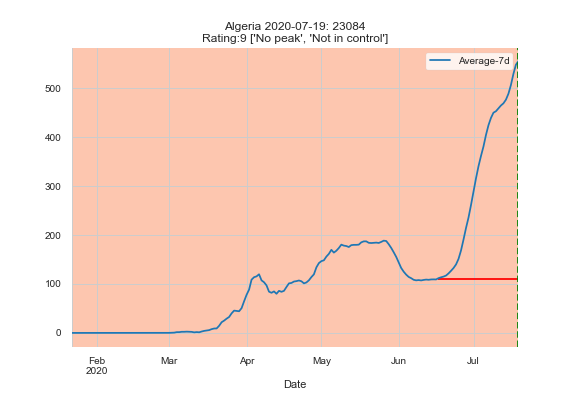 Algeria 2020-07-19: 23084
Rating:9 ['No peak', 'Not in control']
Average-7d
500
400
300
200
100
0
Feb Mar Apr May Jun Jul
2020
Date